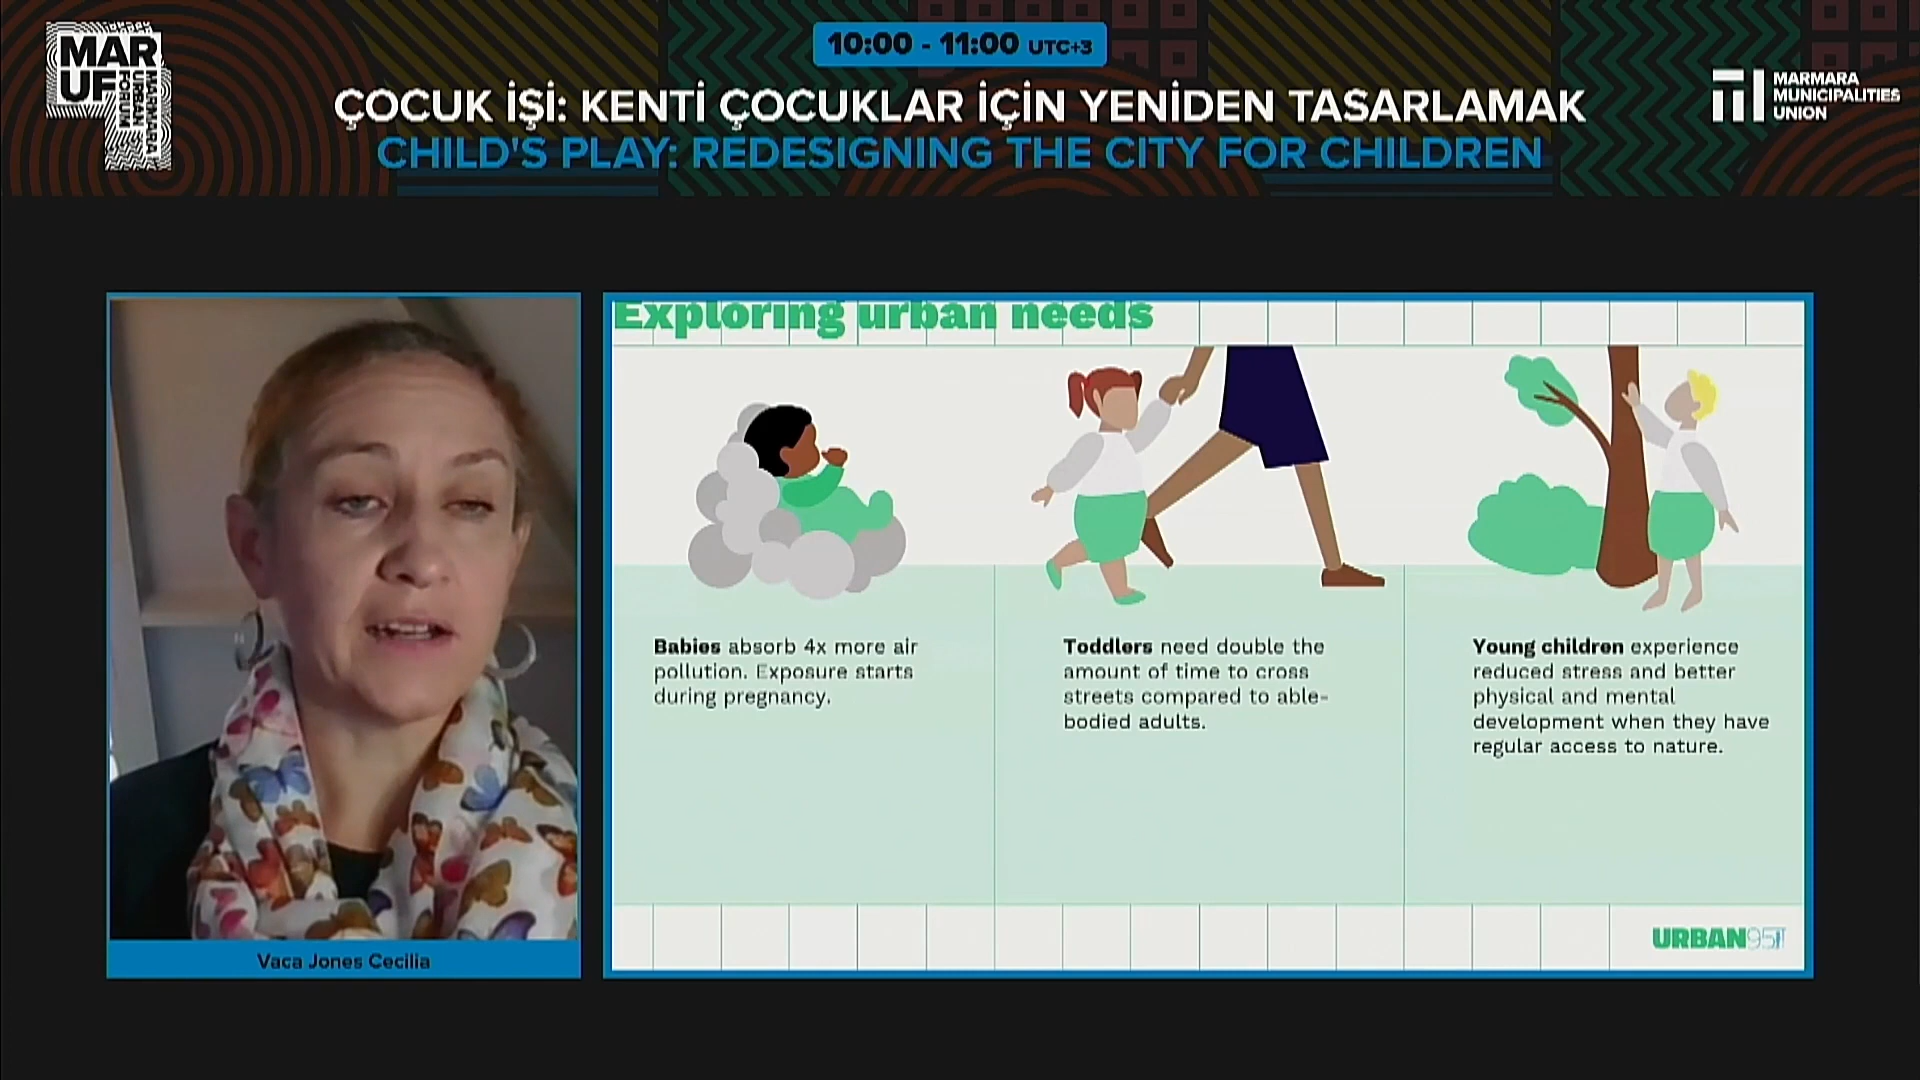 MAR
UF
MARMARA
URBAN
FORUM
10:00 - 11:00 UTC+3
ÇOCUK İŞİ: KENTİ ÇOCUKLAR İÇİN YENİDEN TASARLAMAK
CHILD'S PLAY: REDESIGNING THE CITY FOR CHILDREN
MARMARA
MUNICIPALITIES
UNION
Exploring urban needs
Babies absorb 4x more air
pollution. Exposure starts
during pregnancy.
Toddlers need double the
amount of time to cross
streets compared to able-
bodied adults.
Young children experience
reduced stress and better
physical and mental
development when they have
regular access to nature.
URBAN95
Vaca Jones Cecilia